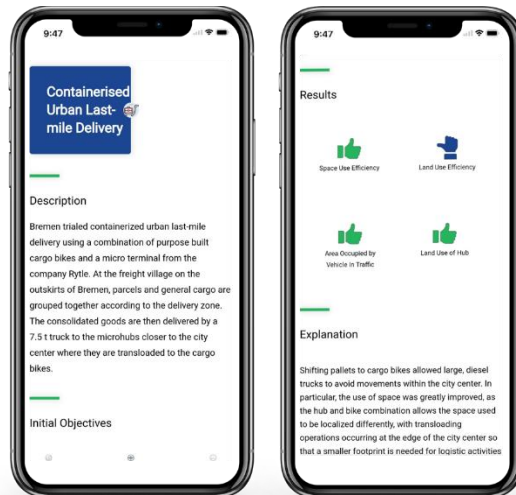 9:47
Containerised
Urban Last-
mile Delivery
Description
Bremen trialed containerized urban last-mile
delivery using a combination of purpose built
cargo bikes and a micro terminal from the
company Rytle. At the freight village on the
outskirts of Bremen, parcels and general cargo are
grouped together according to the delivery zone.
The consolidated goods are then delivered by a
7.5 t truck to the microhubs closer to the city
center where they are transloaded to the cargo
bikes.
Initial Objectives
9:47
Results
Space Use Efficiency
Land Use Efficiency
Area Occupied by
Vehicle in Traffic
Land Use of Hub
Explanation
Shifting pallets to cargo bikes allowed large, diesel
trucks to avoid movements within the city center. In
particular, the use of space was greatly improved, as
the hub and bike combination allows the space used
to be localized differently, with transloading
operations occurring at the edge of the city center so
that a smaller footprint is needed for logistic activities